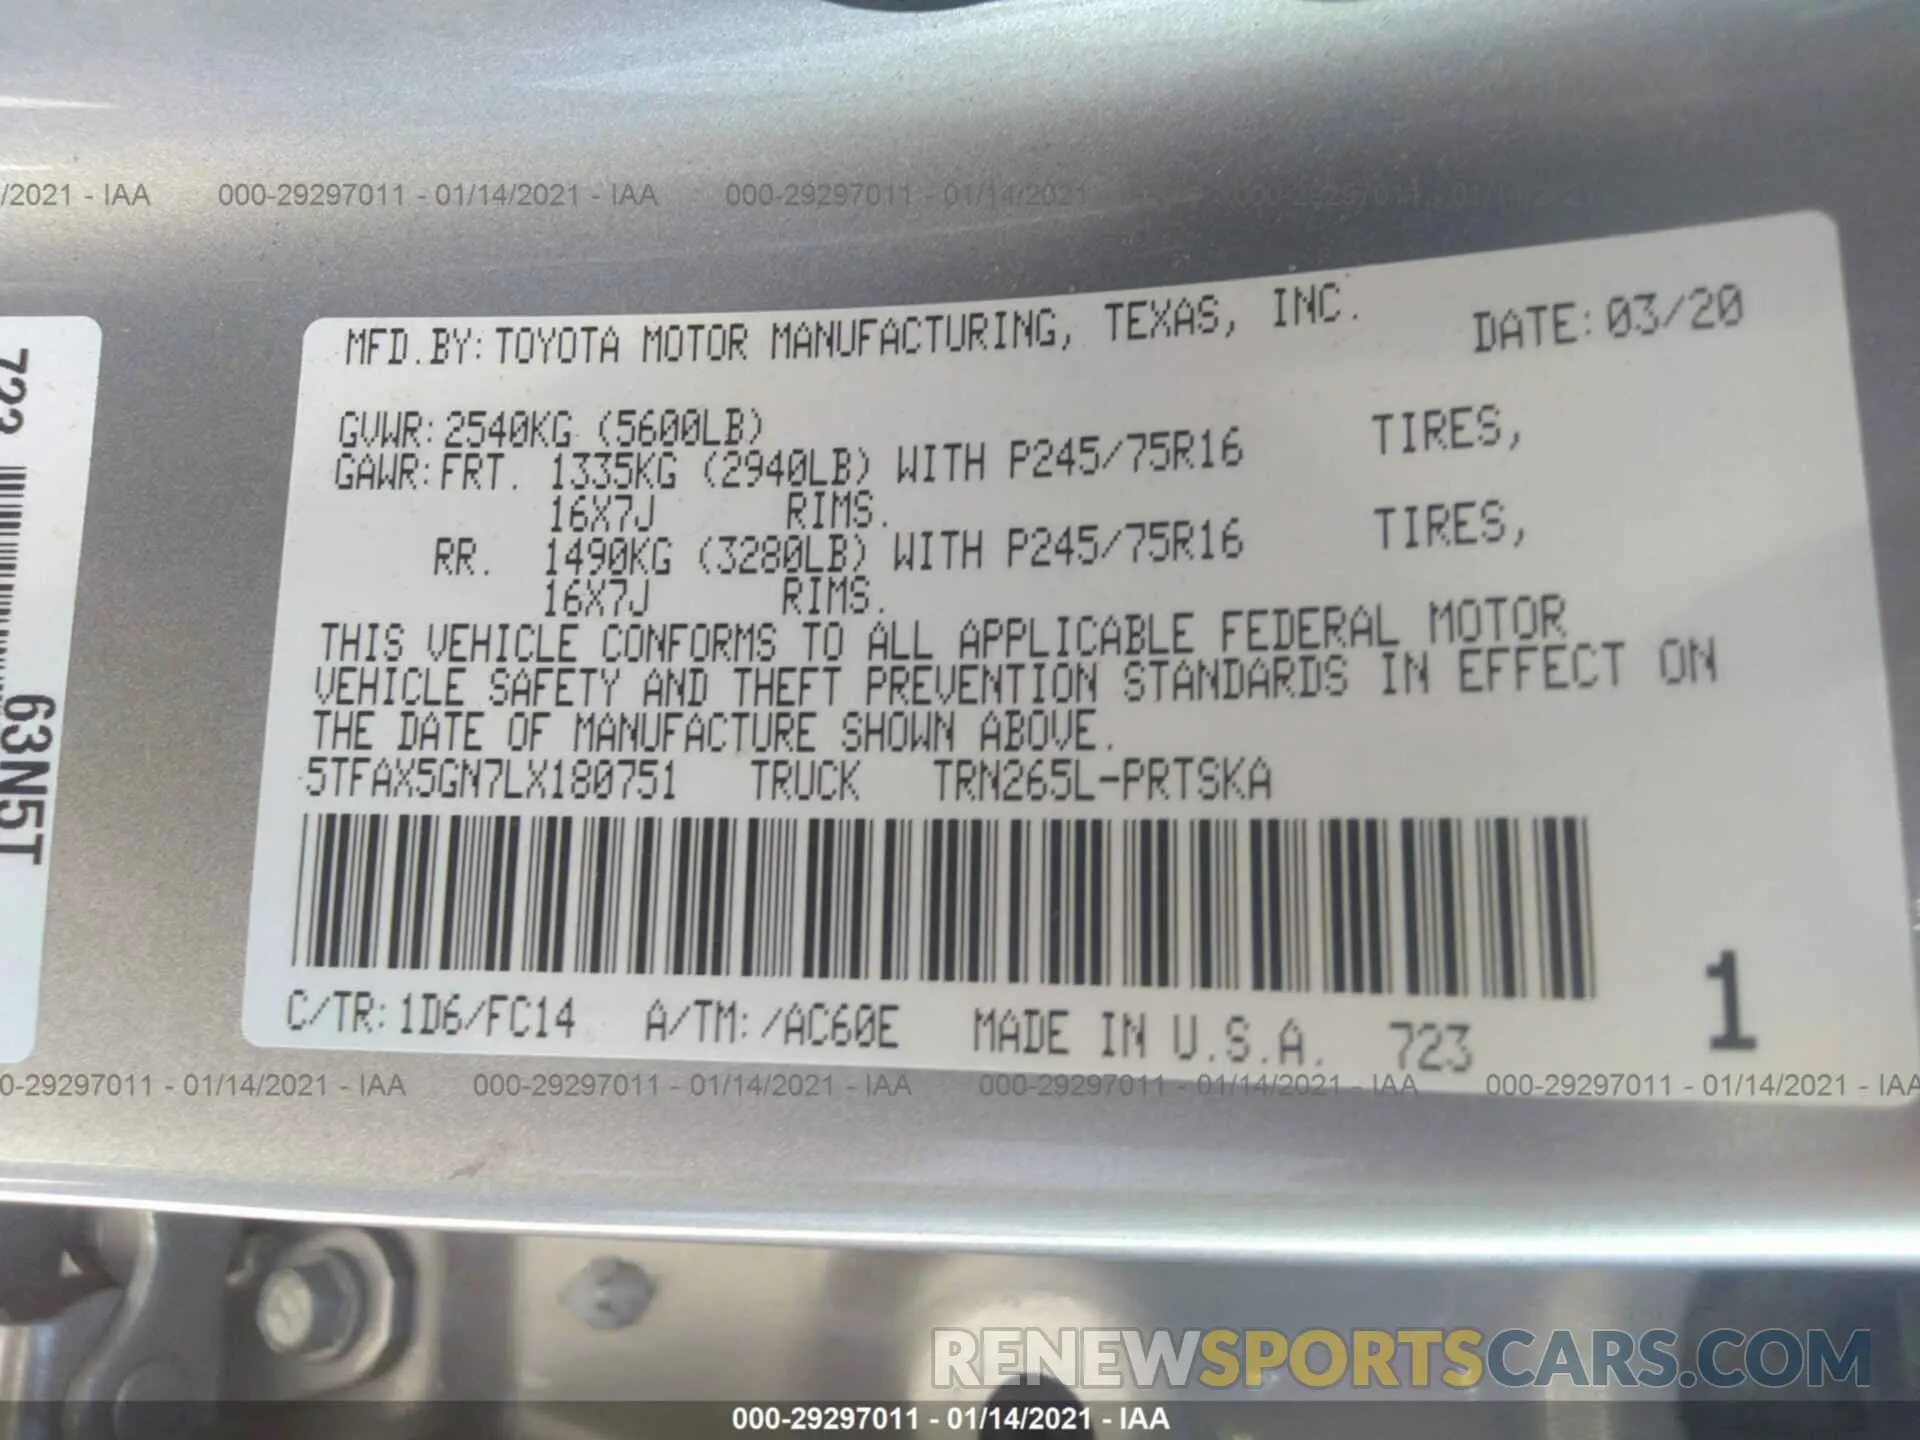 /2021 - IAA 000-29297011 - 01/14/2021 - IAA 000-29297011 - 01/14/2021
MFD.BY:TOYOTA MOTOR MANUFACTURING, TEXAS, INC. DATE:03/20
GVWR:2540KG (5600LB)
GAWR:FRT. 1335KG (2940LB) WITH P245/75R16 TIRES,
16X7J RIMS.
RR. 1490KG (3280LB) WITH P245/75R16 TIRES,
16X7J RIMS.
THIS VEHICLE CONFORMS TO ALL APPLICABLE FEDERAL MOTOR
VEHICLE SAFETY AND THEFT PREVENTION STANDARDS IN EFFECT ON
THE DATE OF MANUFACTURE SHOWN ABOVE.
5TFAX5GN7LX180751 TRUCK TRN265L-PRTSKA
C/TR:1D6/FC14 A/TM:/AC60E MADE IN U.S.A. 723
1
723
63N5T
0-29297011 - 01/14/2021 - IAA 000-29297011 - 01/14/2021 - IAA 000-29297011 - 01/14/2021 - IAA 000-29297011 - 01/14/2021 - IAA
RENEWSPORTSCARS.COM
000-29297011 - 01/14/2021 - IAA